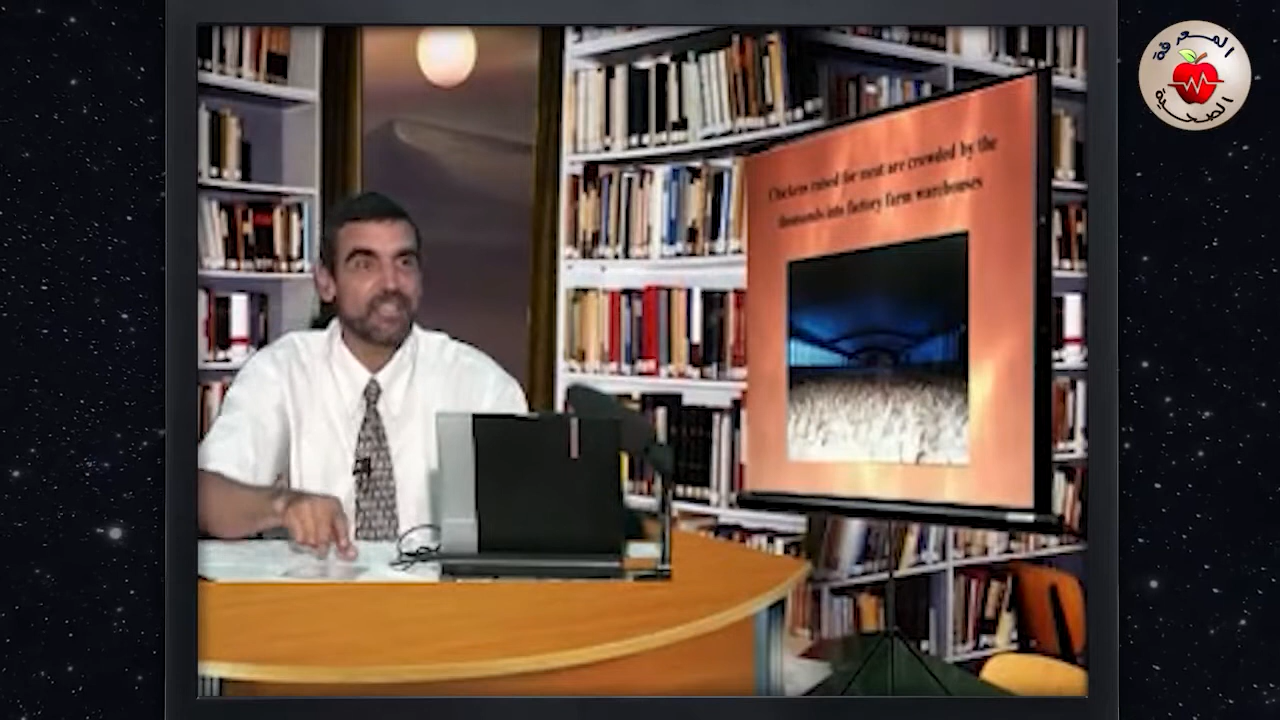 المعرفة
الصحية
Chickens raised for meat are crowded by the
thousands into factory farm warehouses